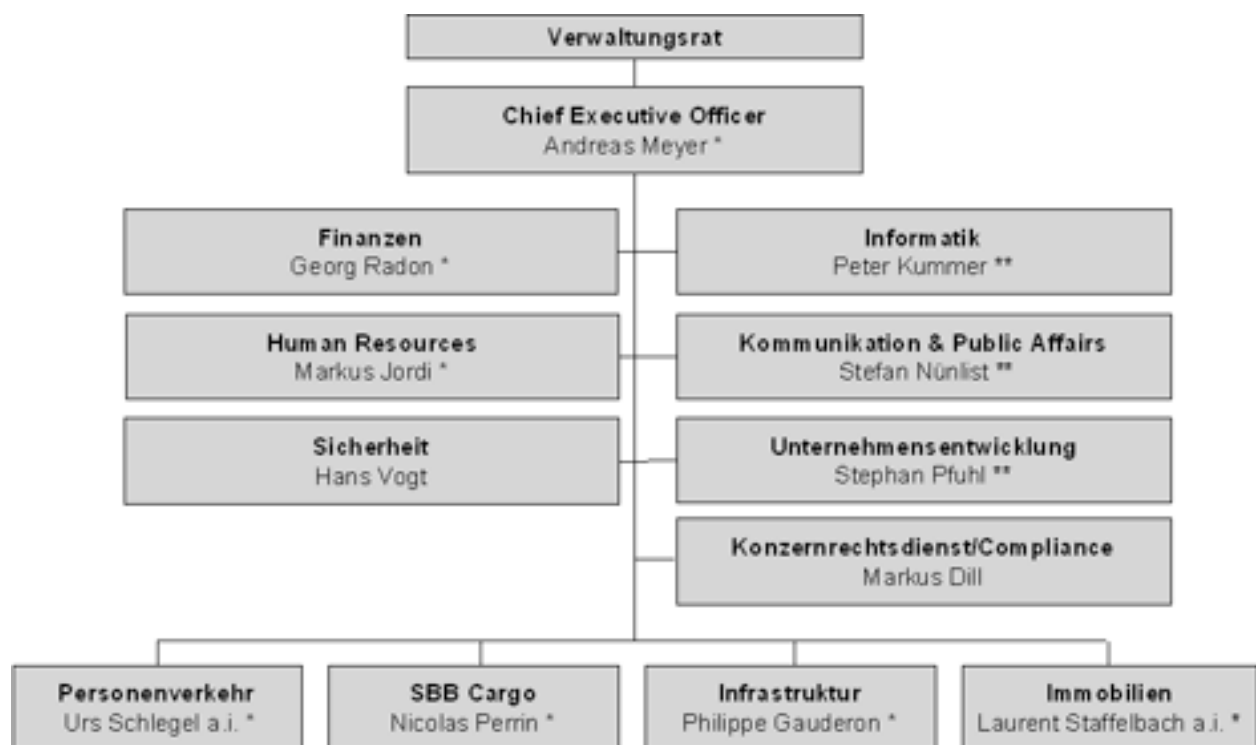 Verwaltungsrat
Chief Executive Officer
Andreas Meyer *
Finanzen
Georg Radon *
Informatik
Peter Kummer **
Human Resources
Markus Jordi *
Kommunikation & Public Affairs
Stefan Nünlist **
Sicherheit
Hans Vogt
Unternehmensentwicklung
Stephan Pfuhl **
Konzernrechtsdienst/Compliance
Markus Dill
Personenverkehr
Urs Schlegel a.i. *
SBB Cargo
Nicolas Perrin *
Infrastruktur
Philippe Gauderon *
Immobilien
Laurent Staffelbach a.i. *